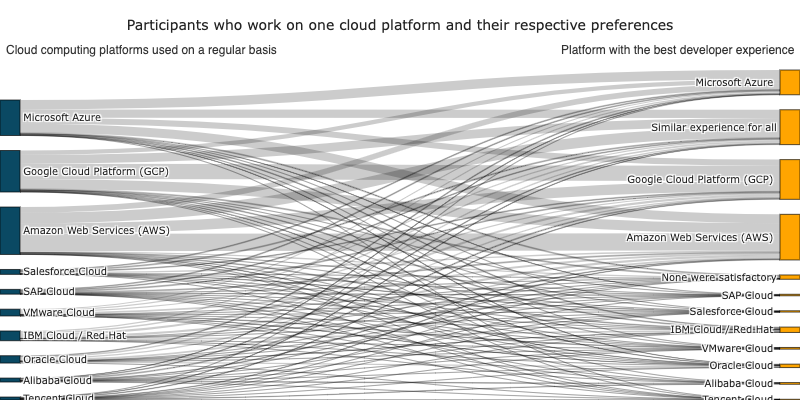 Participants who work on one cloud platform and their respective preferences
Cloud computing platforms used on a regular basis
Platform with the best developer experience
Microsoft Azure
Google Cloud Platform (GCP)
Amazon Web Services (AWS)
Salesforce Cloud
SAP Cloud
VMware Cloud
IBM Cloud / Red Hat
Oracle Cloud
Alibaba Cloud
Tencent Cloud
Microsoft Azure
Similar experience for all
Google Cloud Platform (GCP)
Amazon Web Services (AWS)
None were satisfactory
SAP Cloud
Salesforce Cloud
IBM Cloud / Red Hat
VMware Cloud
Oracle Cloud
Alibaba Cloud
Tencent Cloud